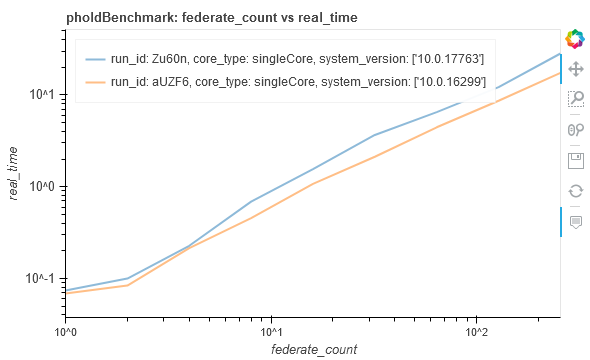 pholdBenchmark: federate_count vs real_time
run_id: Zu60n, core_type: singleCore, system_version: ['10.0.17763']
run_id: aUZF6, core_type: singleCore, system_version: ['10.0.16299']
10^1
10^0
10^-1
real_time
10^0
10^1
10^2
federate_count